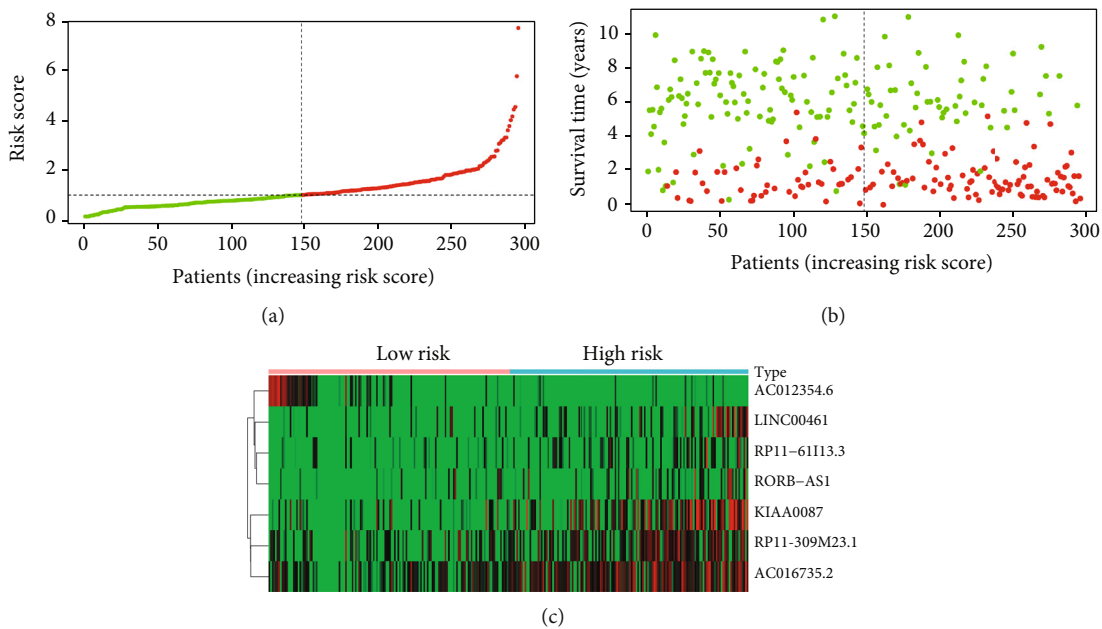 8
6
4
2
0
Risk score
0 50 100 150 200 250 300
Patients (increasing risk score)
(a)
10
8
6
4
2
0
Survival time (years)
0 50 100 150 200 250 300
Patients (increasing risk score)
(b)
Low risk High risk
Type
AC012354.6
LINC00461
RP11−61I13.3
RORB−AS1
KIAA0087
RP11-309M23.1
AC016735.2
(c)